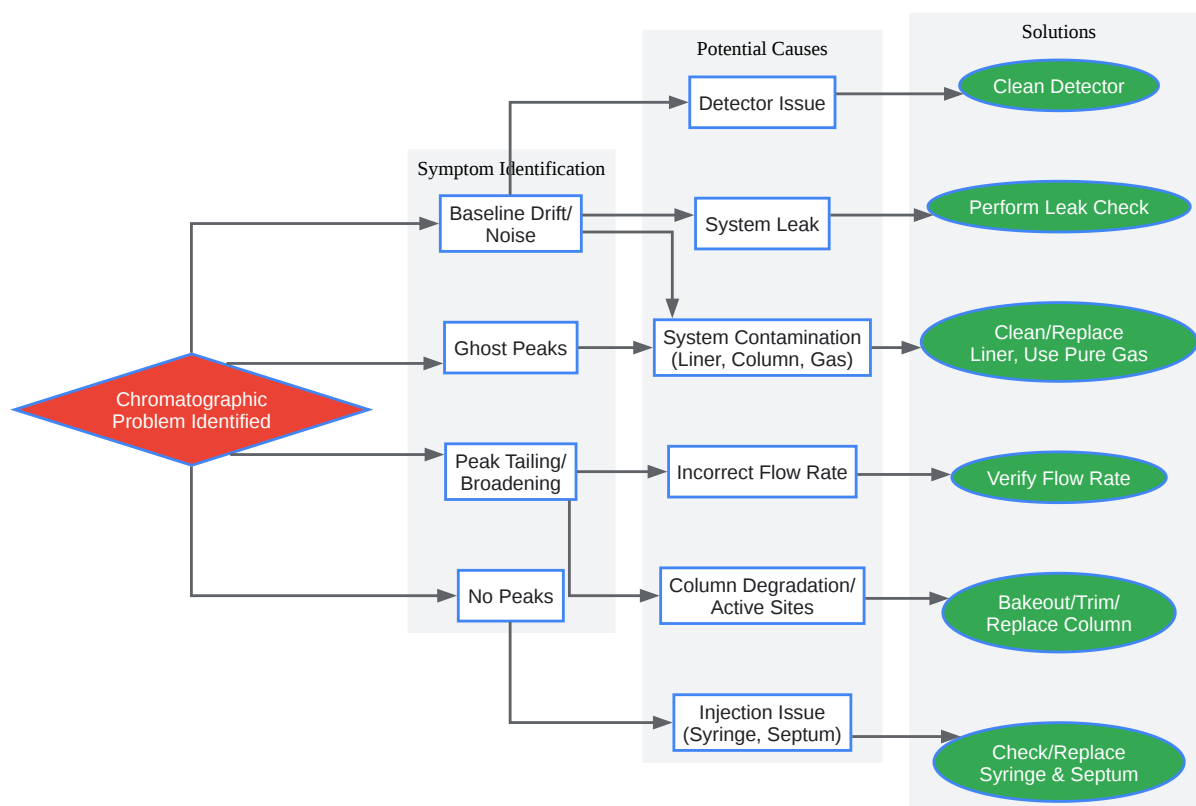 Solutions
Potential Causes
Clean Detector
Detector Issue
Symptom Identification
Baseline Drift/
Noise
System Leak
Perform Leak Check
Ghost Peaks
System Contamination
(Liner, Column, Gas)
Clean/Replace
Liner, Use Pure Gas
Chromatographic
Problem Identified
Peak Tailing/
Broadening
Incorrect Flow Rate
Verify Flow Rate
No Peaks
Column Degradation/
Active Sites
Bakeout/Trim/
Replace Column
Injection Issue
(Syringe, Septum)
Check/Replace
Syringe & Septum